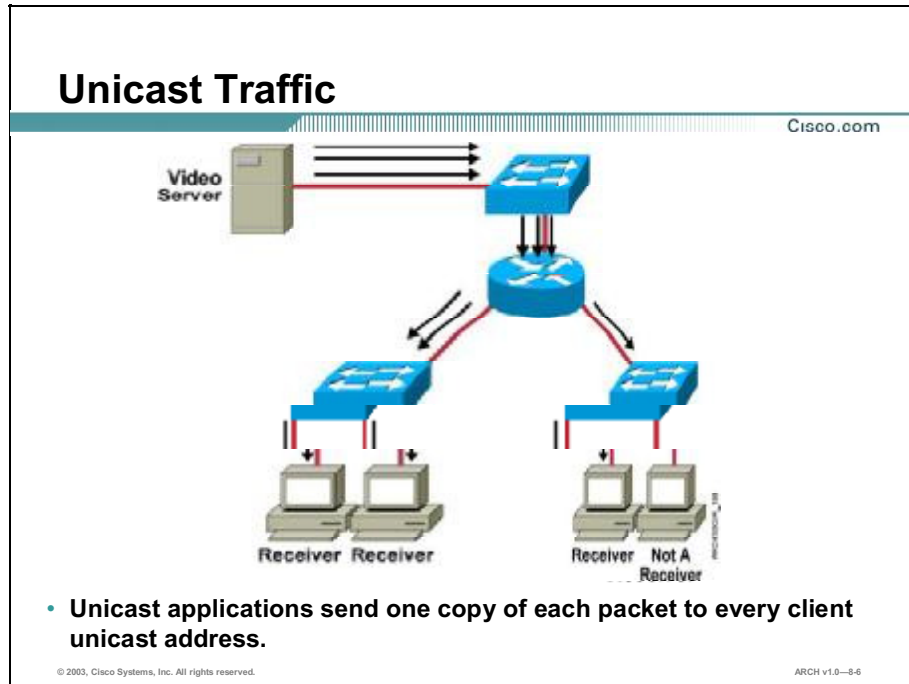 Unicast Traffic
Cisco.com
Video
Server
Receiver Receiver Receiver Not A
Receiver
• Unicast applications send one copy of each packet to every client
unicast address.
© 2003, Cisco Systems, Inc. All rights reserved. ARCH v1.0—8-6